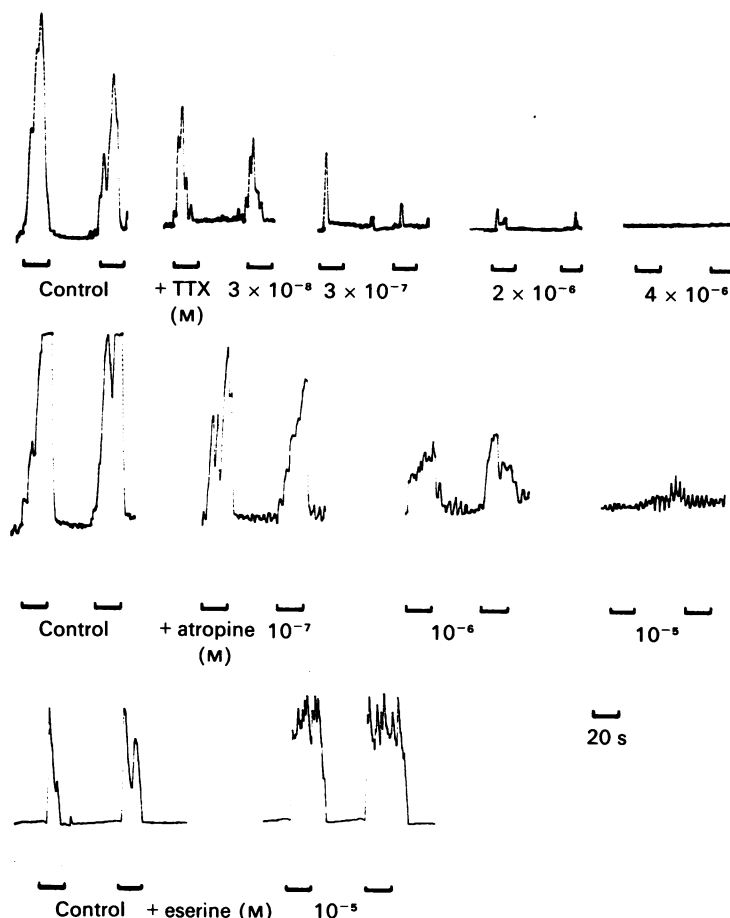 Control + TTX 3 × 10⁻⁸ 3 × 10⁻⁷ 2 × 10⁻⁶ 4 × 10⁻⁶
(M)
Control + atropine 10⁻⁷ 10⁻⁶ 10⁻⁵
(M)
20 s
Control + eserine (M) 10⁻⁵